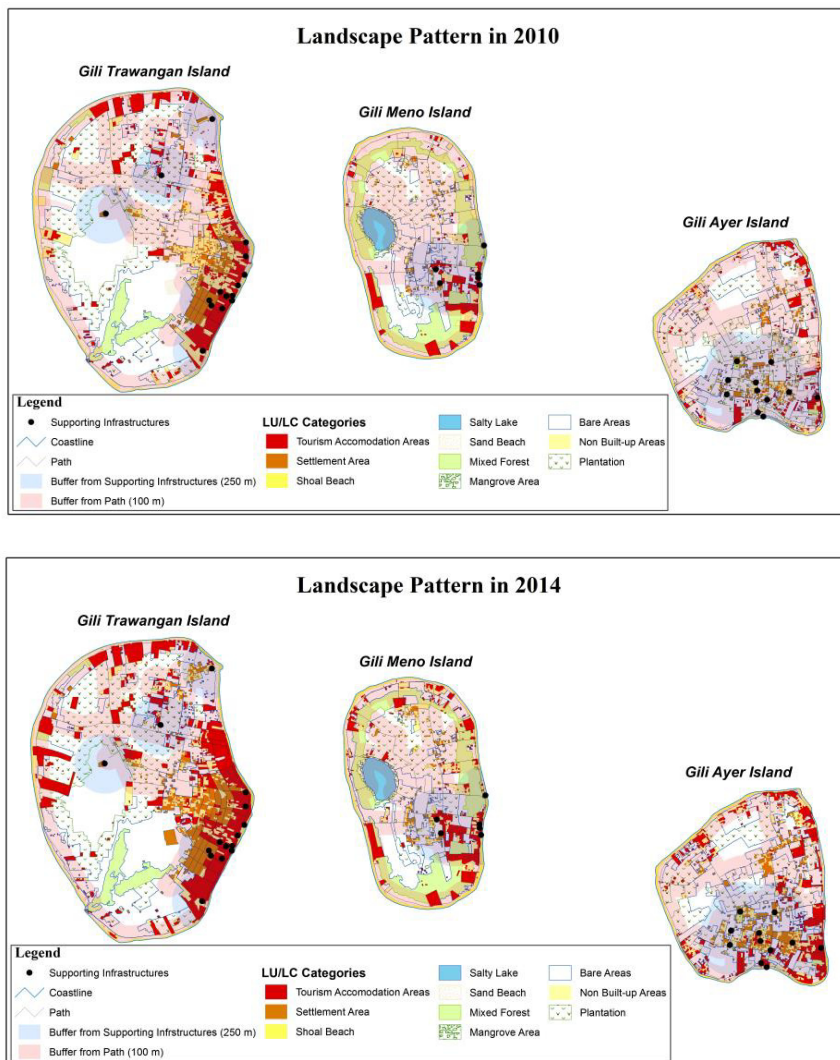 Landscape Pattern in 2010
Gili Trawangan Island
Gili Meno Island
Gili Ayer Island
Legend
Supporting Infrastructures
Coastline
Path
Buffer from Supporting Infrstructures (250 m)
Buffer from Path (100 m)
LU/LC Categories
Tourism Accomodation Areas
Settlement Area
Shoal Beach
Salty Lake
Sand Beach
Mixed Forest
Mangrove Area
Bare Areas
Non Built-up Areas
Plantation
Landscape Pattern in 2014
Gili Trawangan Island
Gili Meno Island
Gili Ayer Island
Legend
Supporting Infrastructures
Coastline
Path
Buffer from Supporting Infrstructures (250 m)
Buffer from Path (100 m)
LU/LC Categories
Tourism Accomodation Areas
Settlement Area
Shoal Beach
Salty Lake
Sand Beach
Mixed Forest
Mangrove Area
Bare Areas
Non Built-up Areas
Plantation